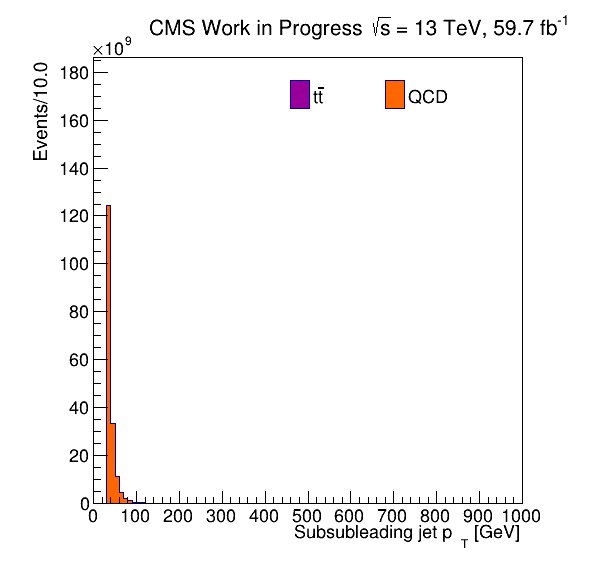 CMS Work in Progress √s = 13 TeV, 59.7 fb⁻¹
×10⁹
Events/10.0
180
160
140
120
100
80
60
40
20
0
tt̅
QCD
0 100 200 300 400 500 600 700 800 900 1000
Subsubleading jet p_T [GeV]